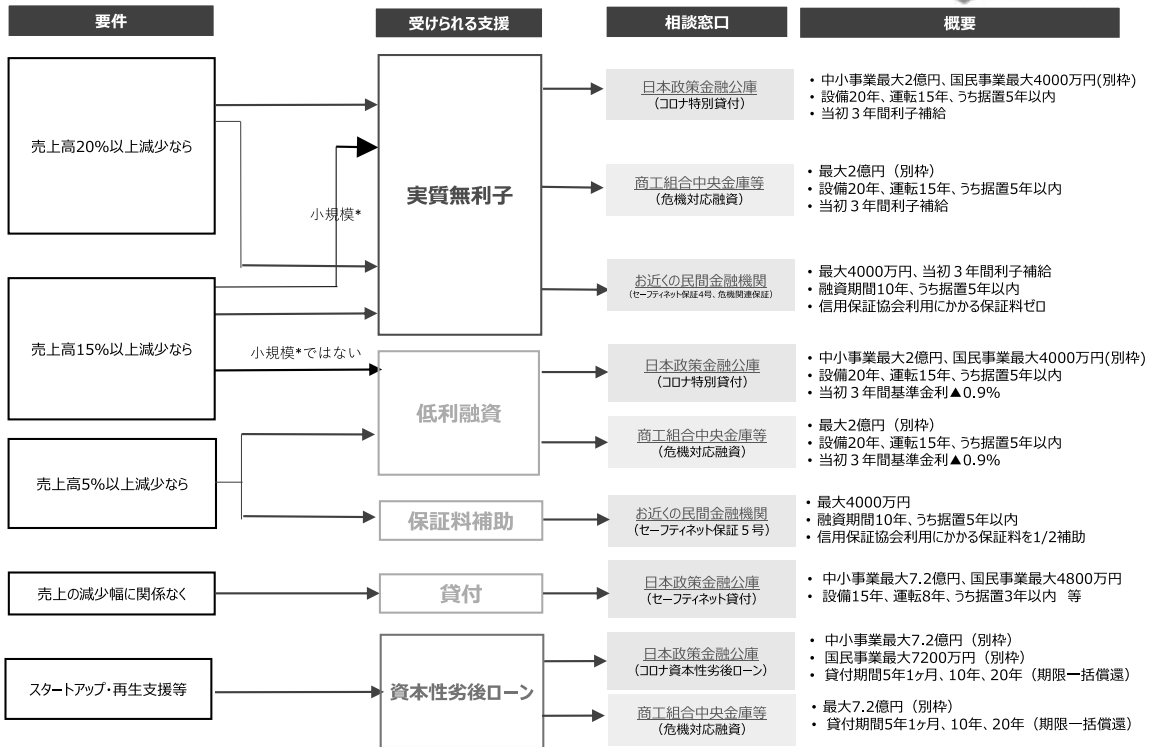 要件
受けられる支援
相談窓口
概要
売上高20%以上減少なら
小規模*
売上高15%以上減少なら
小規模*ではない
売上高5%以上減少なら
売上の減少幅に関係なく
スタートアップ・再生支援等
実質無利子
低利融資
保証料補助
貸付
資本性劣後ローン
日本政策金融公庫
(コロナ特別貸付)
• 中小事業最大2億円、国民事業最大4000万円(別枠)
• 設備20年、運転15年、うち据置5年以内
• 当初3年間利子補給
商工組合中央金庫等
(危機対応融資)
• 最大2億円(別枠)
• 設備20年、運転15年、うち据置5年以内
• 当初3年間利子補給
お近くの民間金融機関
(セーフティネット保証4号、危機関連保証)
• 最大4000万円、当初3年間利子補給
• 融資期間10年、うち据置5年以内
• 信用保証協会利用にかかる保証料ゼロ
日本政策金融公庫
(コロナ特別貸付)
• 中小事業最大2億円、国民事業最大4000万円(別枠)
• 設備20年、運転15年、うち据置5年以内
• 当初3年間基準金利▲0.9%
商工組合中央金庫等
(危機対応融資)
• 最大2億円(別枠)
• 設備20年、運転15年、うち据置5年以内
• 当初3年間基準金利▲0.9%
お近くの民間金融機関
(セーフティネット保証5号)
• 最大4000万円
• 融資期間10年、うち据置5年以内
• 信用保証協会利用にかかる保証料を1/2補助
日本政策金融公庫
(セーフティネット貸付)
• 中小事業最大7.2億円、国民事業最大4800万円
• 設備15年、運転8年、うち据置3年以内 等
日本政策金融公庫
(コロナ資本性劣後ローン)
• 中小事業最大7.2億円(別枠)
• 国民事業最大7200万円(別枠)
• 貸付期間5年1ヶ月、10年、20年(期限一括償還)
商工組合中央金庫等
(危機対応融資)
• 最大7.2億円(別枠)
• 貸付期間5年1ヶ月、10年、20年(期限一括償還)